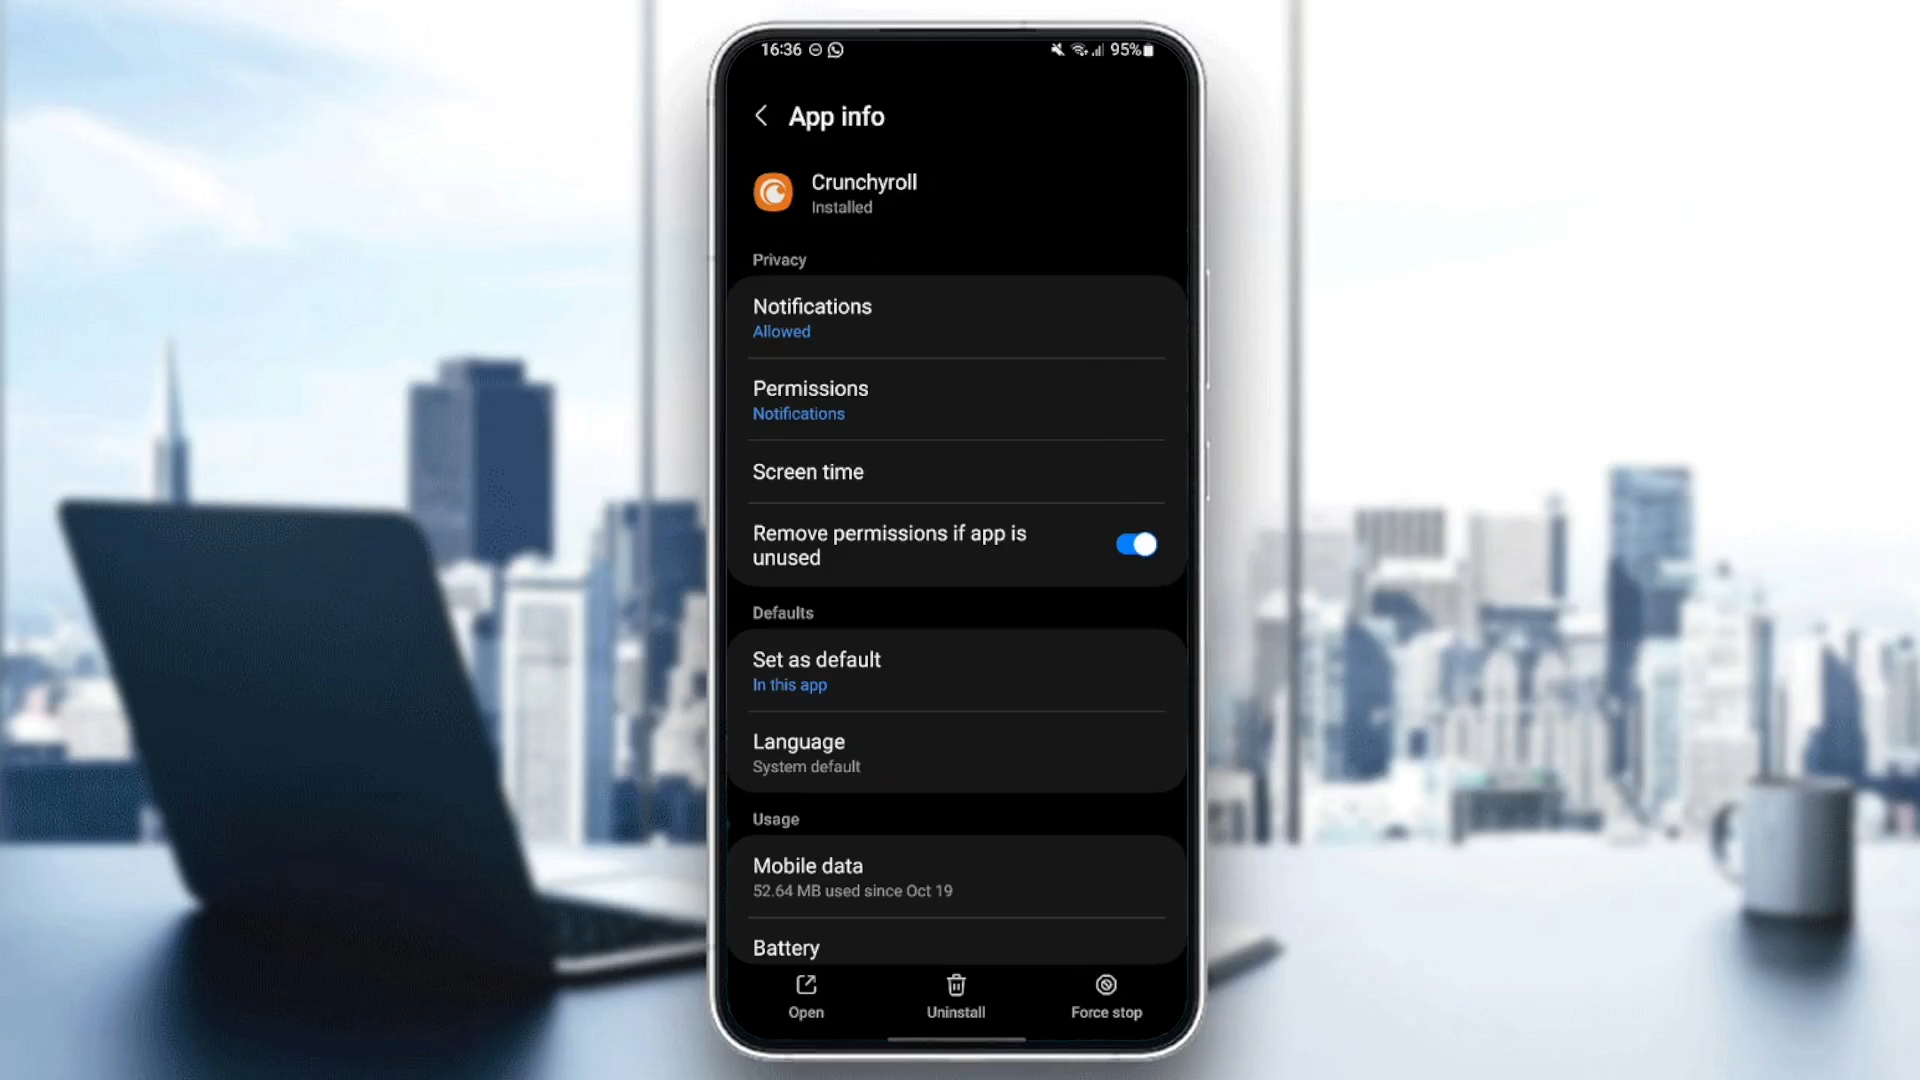 16:36
95%
App info
Crunchyroll
Installed
Privacy
Notifications
Allowed
Permissions
Notifications
Screen time
Remove permissions if app is
unused
Defaults
Set as default
In this app
Language
System default
Usage
Mobile data
52.64 MB used since Oct 19
Battery
Open
Uninstall
Force stop